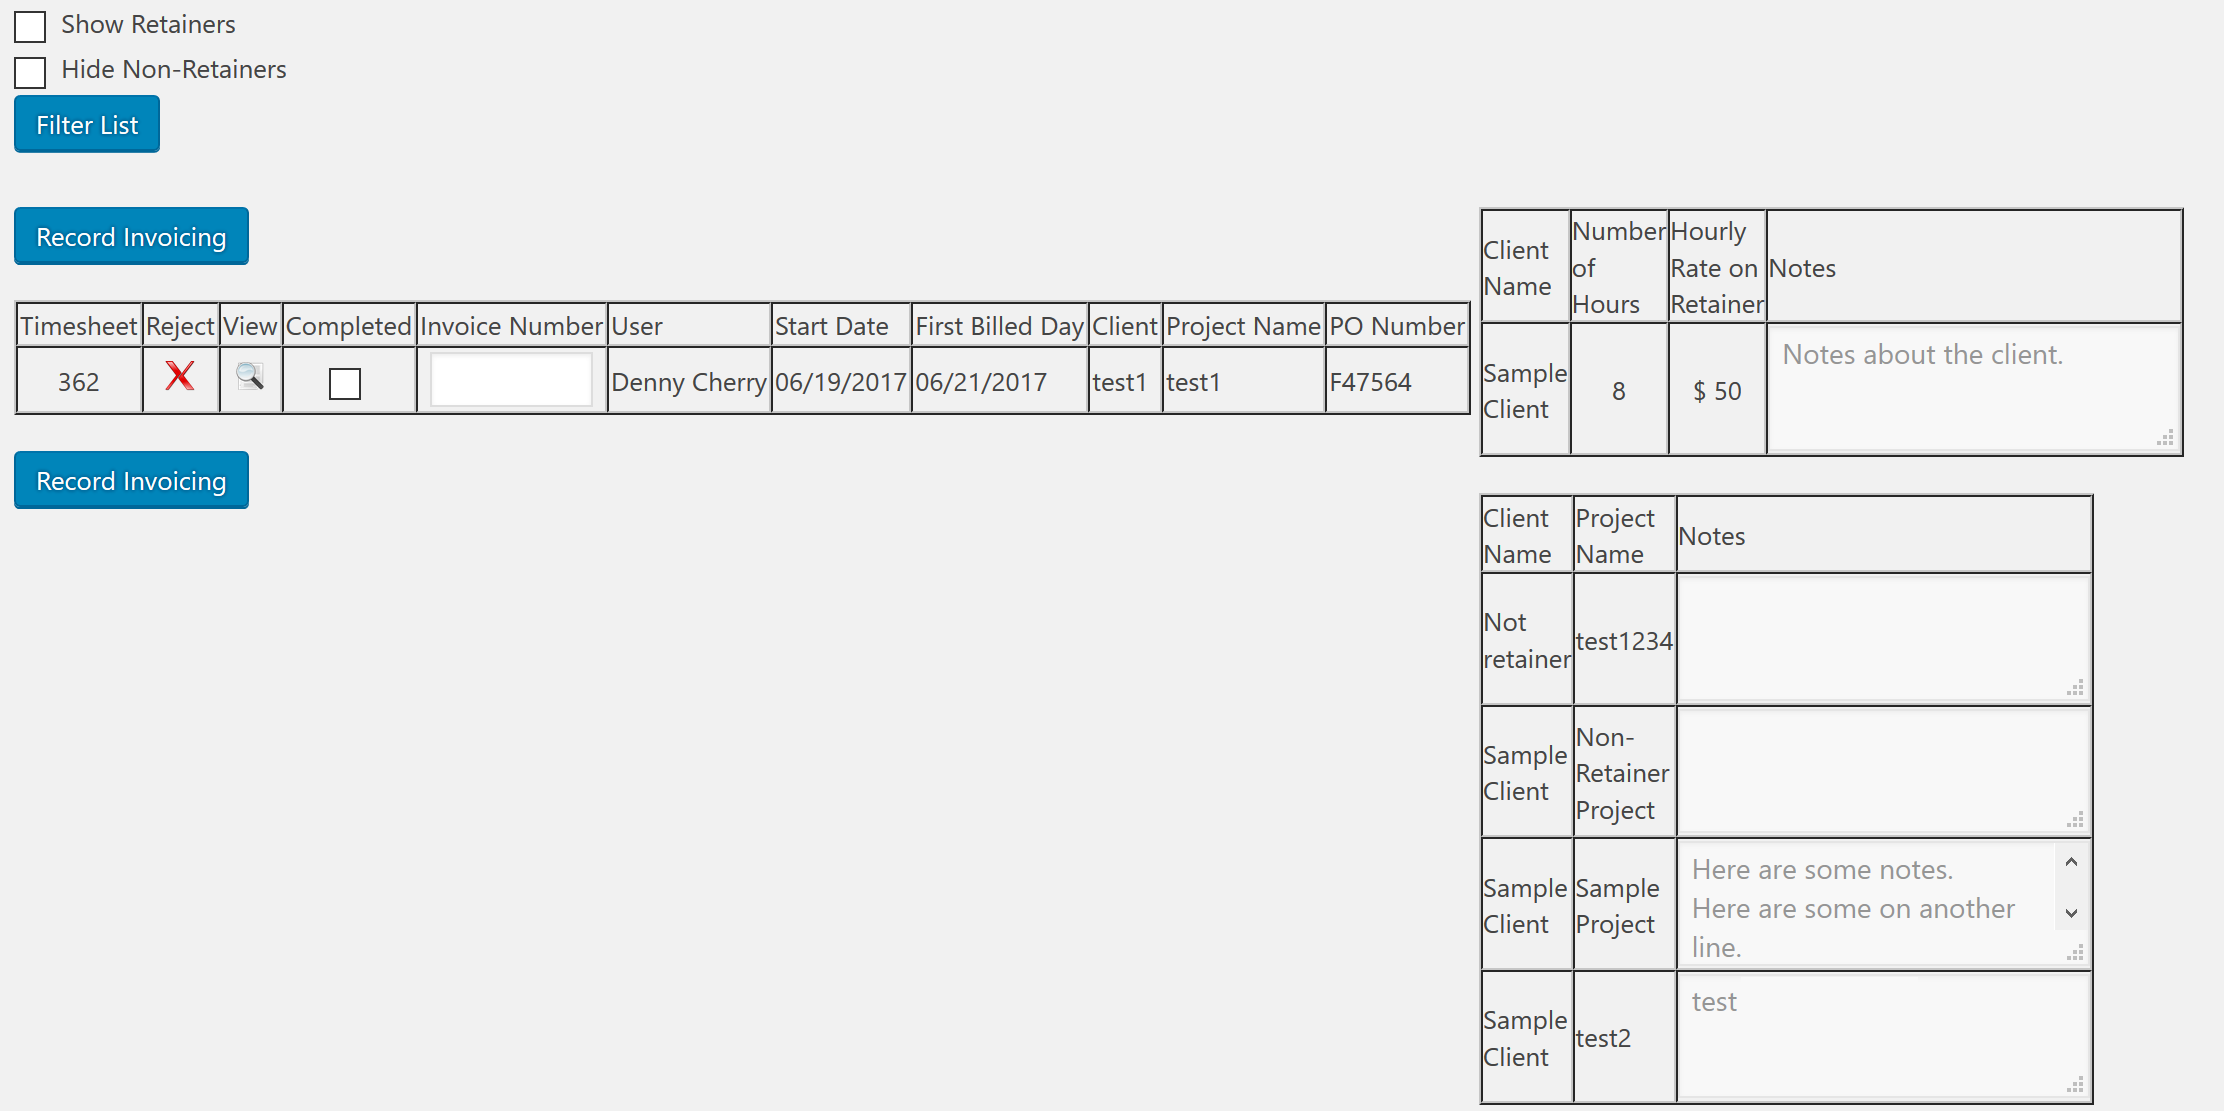 Show Retainers
Hide Non-Retainers
Filter List
Record Invoicing
Timesheet Reject View Completed Invoice Number User Start Date First Billed Day Client Project Name PO Number
362 Denny Cherry 06/19/2017 06/21/2017 test1 test1 F47564
Record Invoicing
Client Name Number of Hours Hourly Rate on Retainer Notes
Sample Client 8 $ 50 Notes about the client.
Client Name Project Name Notes
Not retainer test1234
Sample Client Non-Retainer Project
Sample Client Sample Project Here are some notes.
Here are some on another
line.
Sample Client test2 test